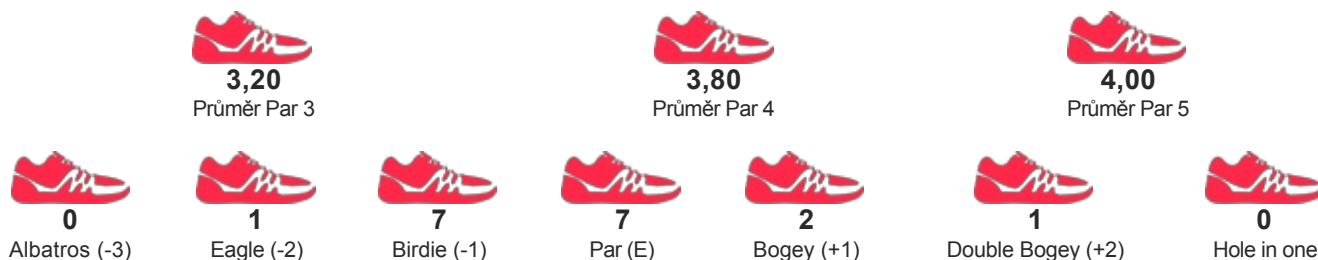 3,20 3,80 4,00
Průměr Par 3 Průměr Par 4 Průměr Par 5
0 1 7 7 2 1 0
Albatros (-3) Eagle (-2) Birdie (-1) Par (E) Bogey (+1) Double Bogey (+2) Hole in one